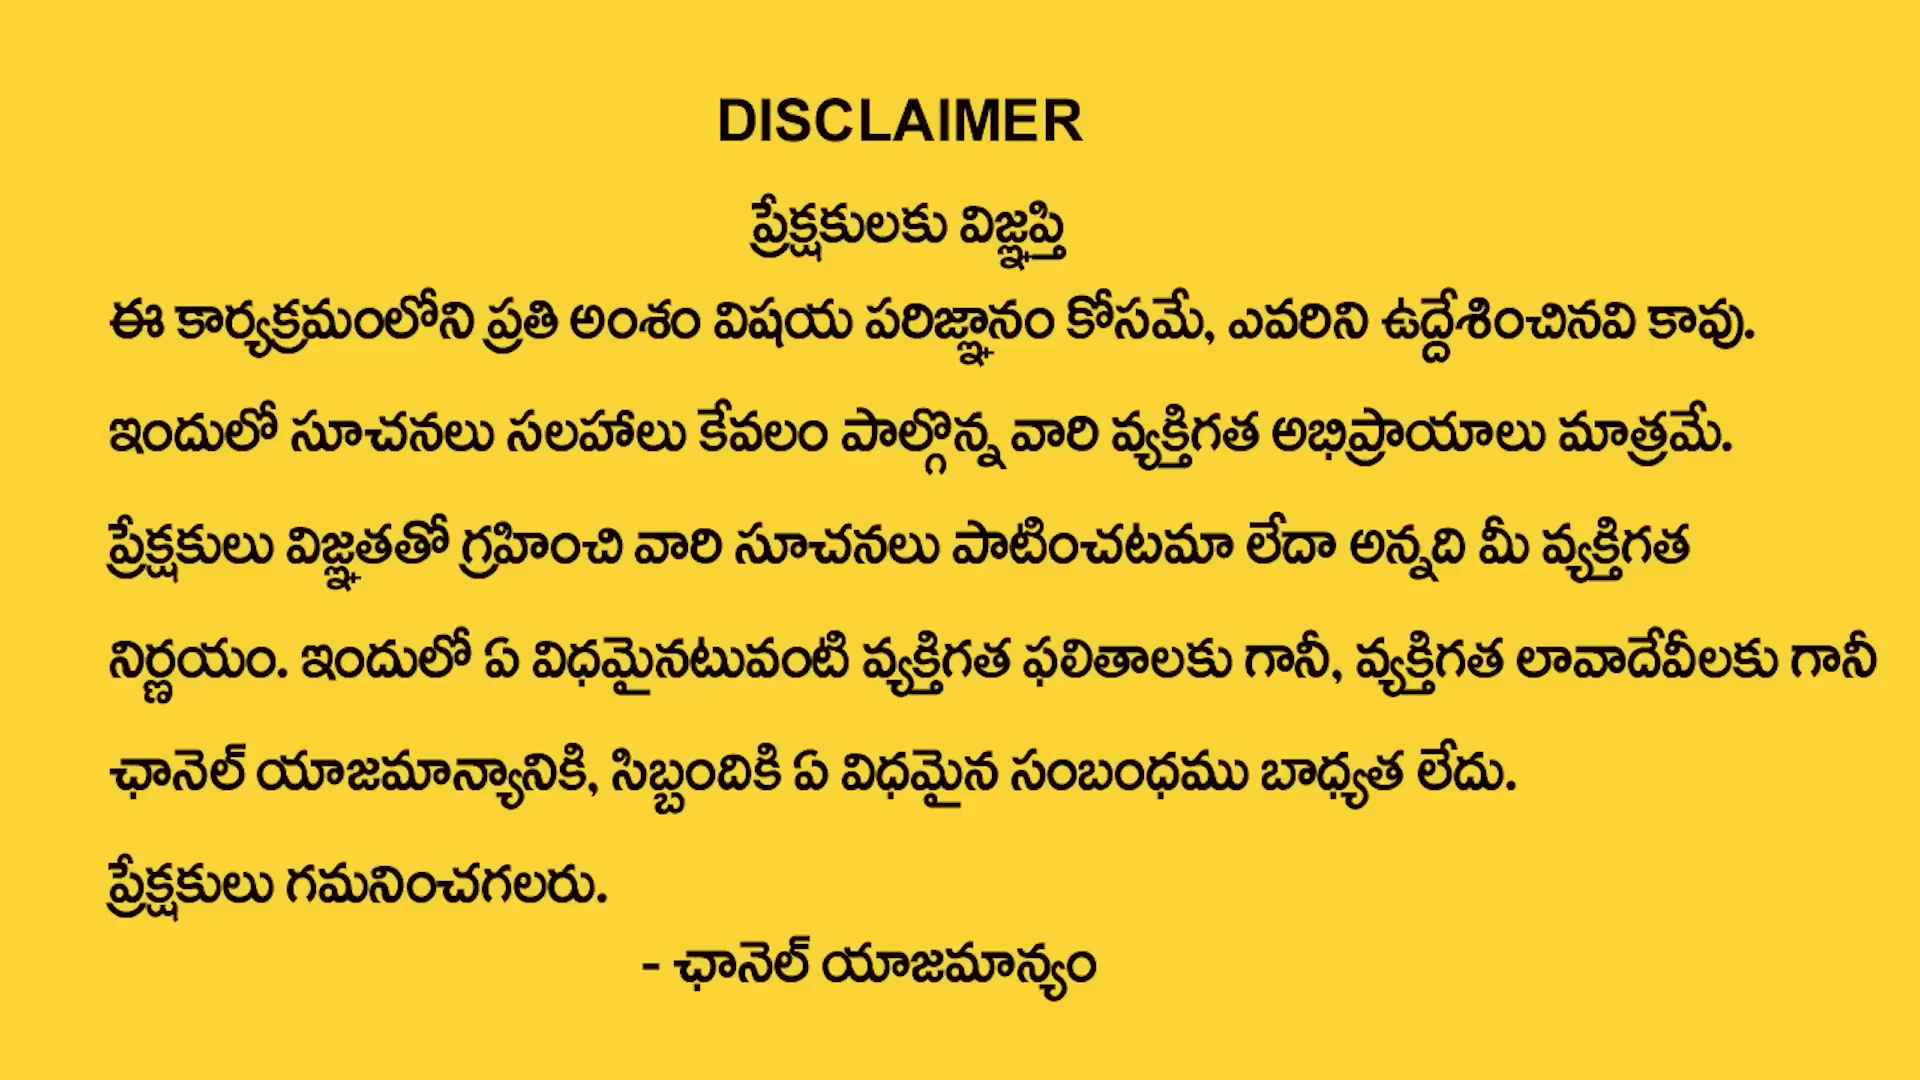 DISCLAIMER
ప్రేక్షకులకు విజ్ఞప్తి
ఈ కార్యక్రమంలోని ప్రతి అంశం విషయ పరిజ్ఞానం కోసమే, ఎవరిని ఉద్దేశించినవి కావు.
ఇందులో సూచనలు సలహాలు కేవలం పాల్గొన్న వారి వ్యక్తిగత అభిప్రాయాలు మాత్రమే.
ప్రేక్షకులు విజ్ఞతతో గ్రహించి వారి సూచనలు పాటించటమా లేదా అన్నది మీ వ్యక్తిగత
నిర్ణయం. ఇందులో ఏ విధమైనటువంటి వ్యక్తిగత ఫలితాలకు గానీ, వ్యక్తిగత లావాదేవీలకు గానీ
ఛానెల్ యాజమాన్యానికి, సిబ్బందికి ఏ విధమైన సంబంధము బాధ్యత లేదు.
ప్రేక్షకులు గమనించగలరు.
- ఛానెల్ యాజమాన్యం